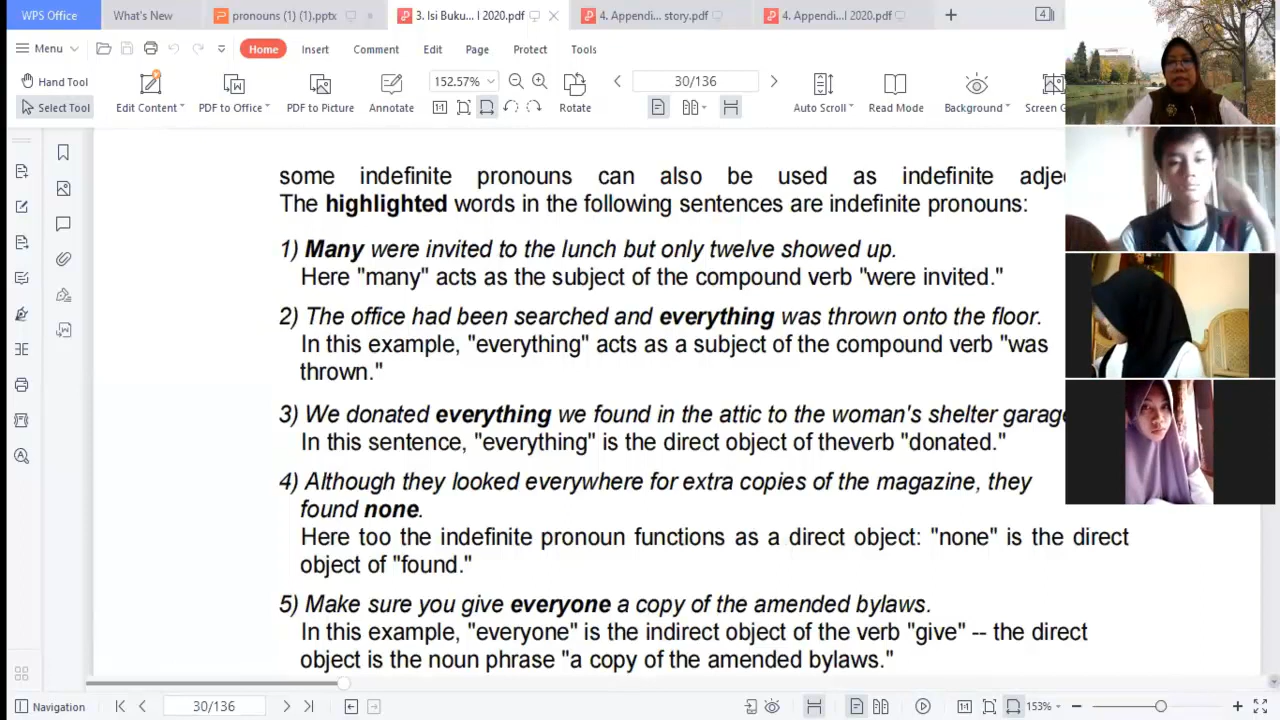 WPS Office What's New pronouns (1) (1).pptx 3. Isi Buku... l 2020.pdf 4. Appendi... story.pdf 4. Appendi...l 2020.pdf 4
Menu Home Insert Comment Edit Page Protect Tools
Hand Tool 152.57% 30/136
Select Tool Edit Content PDF to Office PDF to Picture Annotate Rotate Auto Scroll Read Mode Background Screen G
some indefinite pronouns can also be used as indefinite adje
The highlighted words in the following sentences are indefinite pronouns:
1) Many were invited to the lunch but only twelve showed up.
Here "many" acts as the subject of the compound verb "were invited."
2) The office had been searched and everything was thrown onto the floor.
In this example, "everything" acts as a subject of the compound verb "was
thrown."
3) We donated everything we found in the attic to the woman's shelter garage
In this sentence, "everything" is the direct object of theverb "donated."
4) Although they looked everywhere for extra copies of the magazine, they
found none.
Here too the indefinite pronoun functions as a direct object: "none" is the direct
object of "found."
5) Make sure you give everyone a copy of the amended bylaws.
In this example, "everyone" is the indirect object of the verb "give" -- the direct
object is the noun phrase "a copy of the amended bylaws."
Navigation 30/136 153%